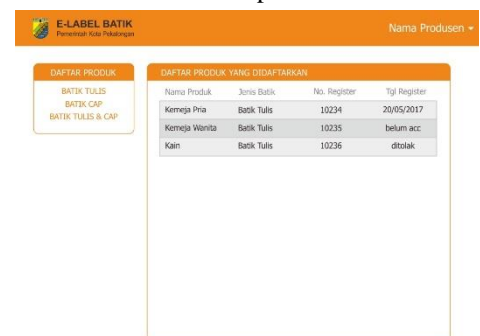 E-LABEL BATIK
Pemerintah Kota Pekalongan
Nama Produsen
DAFTAR PRODUK
BATIK TULIS
BATIK CAP
BATIK TULIS & CAP
DAFTAR PRODUK YANG DIDAFTARKAN
Nama Produk Jenis Batik No. Register Tgl Register
Kemeja Pria Batik Tulis 10234 20/05/2017
Kemeja Wanita Batik Tulis 10235 belum acc
Kain Batik Tulis 10236 ditolak